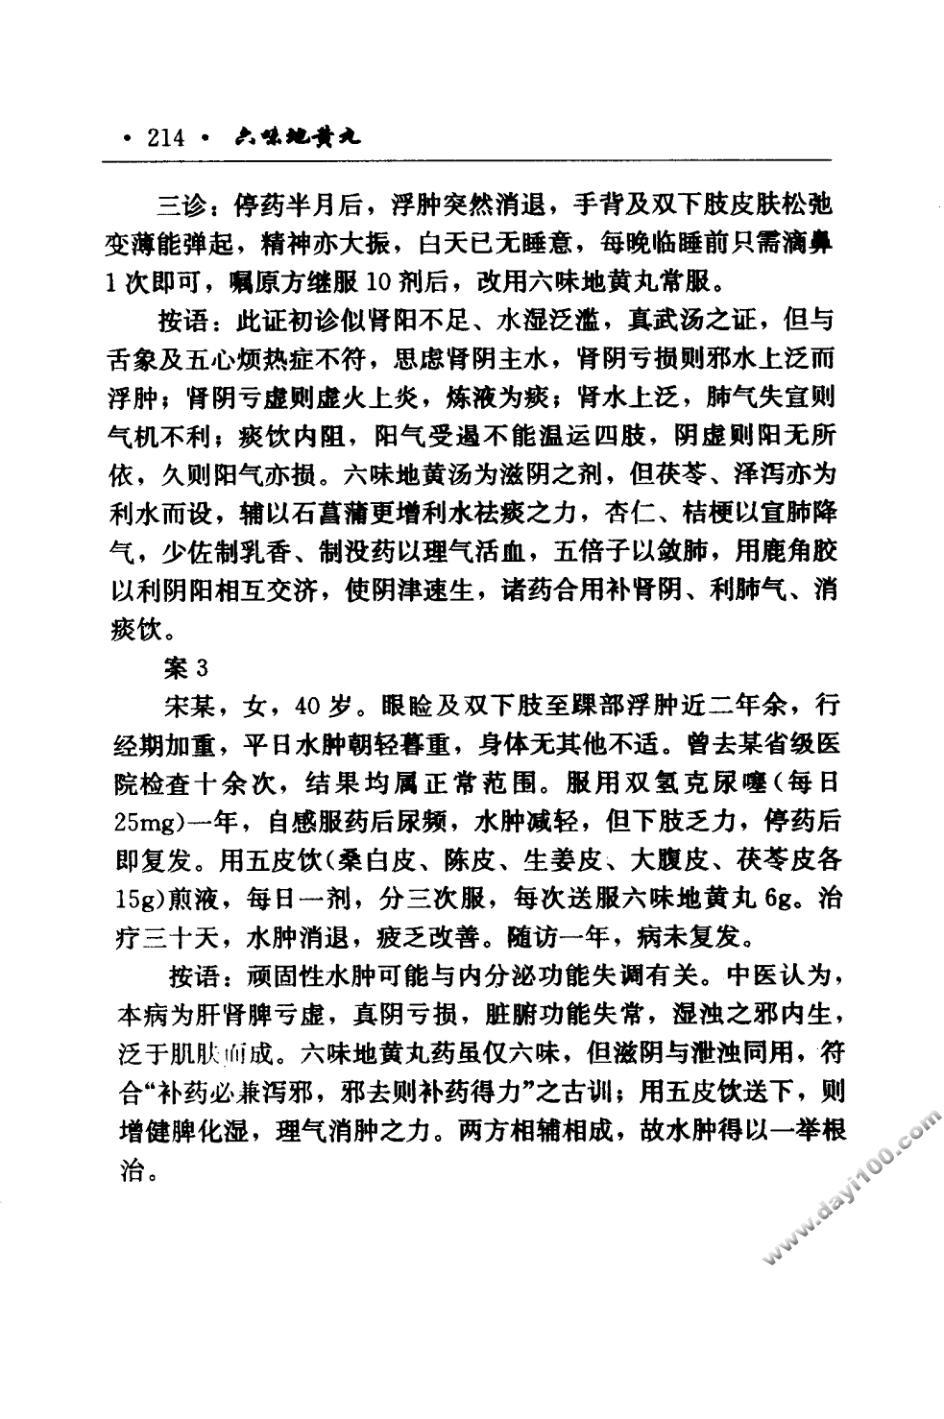 · 214 · 六味地黄丸
三诊：停药半月后，浮肿突然消退，手背及双下肢皮肤松弛
变薄能弹起，精神亦大振，白天已无睡意，每晚临睡前只需滴鼻
1 次即可，嘱原方继服 10 剂后，改用六味地黄丸常服。
按语：此证初诊似肾阳不足、水湿泛滥，真武汤之证，但与
舌象及五心烦热症不符，思虑肾阴主水，肾阴亏损则邪水上泛而
浮肿；肾阴亏虚则虚火上炎，炼液为痰；肾水上泛，肺气失宣则
气机不利；痰饮内阻，阳气受遏不能温运四肢，阴虚则阳无所
依，久则阳气亦损。六味地黄汤为滋阴之剂，但茯苓、泽泻亦为
利水而设，辅以石菖蒲更增利水祛痰之力，杏仁、桔梗以宣肺降
气，少佐制乳香、制没药以理气活血，五倍子以敛肺，用鹿角胶
以利阴阳相互交济，使阴津速生，诸药合用补肾阴、利肺气、消
痰饮。
案 3
宋某，女，40 岁。眼睑及双下肢至踝部浮肿近二年余，行
经期加重，平日水肿朝轻暮重，身体无其他不适。曾去某省级医
院检查十余次，结果均属正常范围。服用双氢克尿噻（每日
25mg）一年，自感服药后尿频，水肿减轻，但下肢乏力，停药后
即复发。用五皮饮（桑白皮、陈皮、生姜皮、大腹皮、茯苓皮各
15g）煎液，每日一剂，分三次服，每次送服六味地黄丸 6g。治
疗三十天，水肿消退，疲乏改善。随访一年，病未复发。
按语：顽固性水肿可能与内分泌功能失调有关。中医认为，
本病为肝肾脾亏虚，真阴亏损，脏腑功能失常，湿浊之邪内生，
泛于肌肤而成。六味地黄丸药虽仅六味，但滋阴与泄浊同用，符
合“补药必兼泻邪，邪去则补药得力”之古训；用五皮饮送下，则
增健脾化湿，理气消肿之力。两方相辅相成，故水肿得以一举根
治。
www.dayi100.com